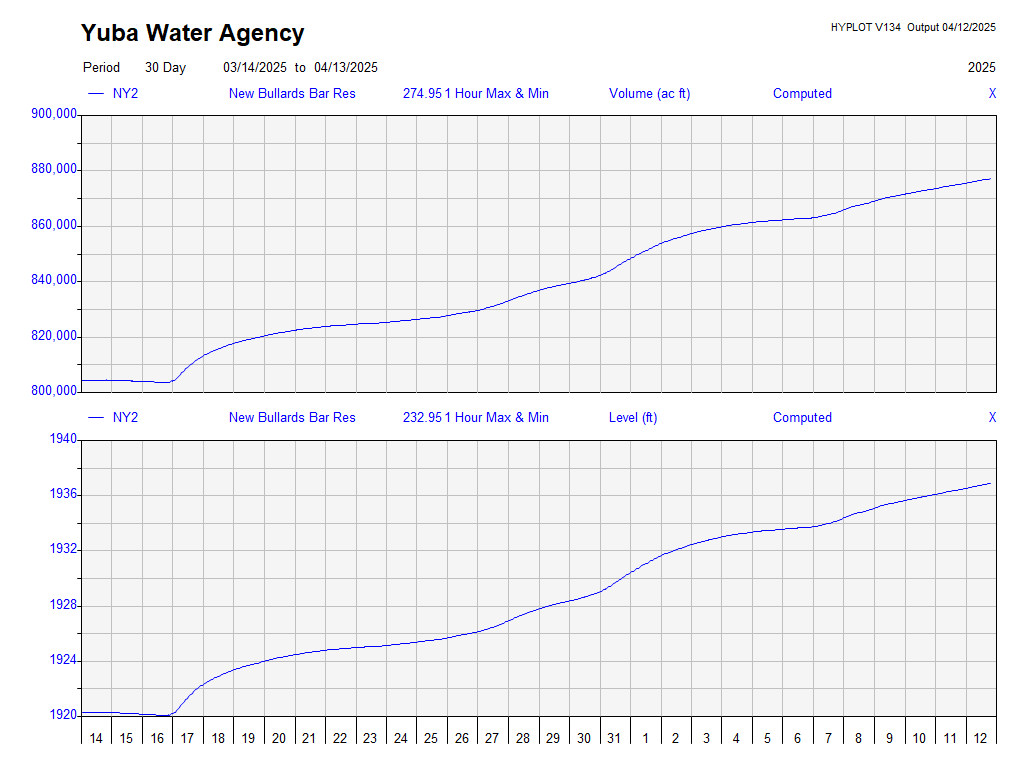 Yuba Water Agency
HYPLOT V134 Output 04/12/2025
Period 30 Day 03/14/2025 to 04/13/2025 2025
NY2 New Bullards Bar Res 274.95 1 Hour Max & Min Volume (ac ft) Computed X
900,000
880,000
860,000
840,000
820,000
800,000
NY2 New Bullards Bar Res 232.95 1 Hour Max & Min Level (ft) Computed X
1940
1936
1932
1928
1924
1920
14 15 16 17 18 19 20 21 22 23 24 25 26 27 28 29 30 31 1 2 3 4 5 6 7 8 9 10 11 12